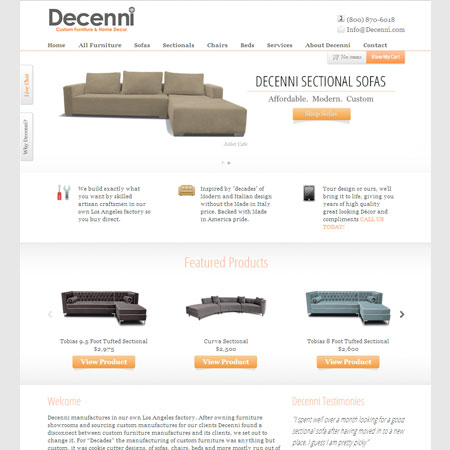 Decenni
Custom Furniture & Home Decor
(800) 870-6018
Info@Decenni.com
Home All Furniture Sofas Sectionals Chairs Beds Services About Decenni Contact
No items View My Cart
Live Chat
Why Decenni?
DECENNI SECTIONAL SOFAS
Affordable. Modern. Custom
Shop Sofas
We build exactly what
you want by skilled
artisan craftsmen in our
own Los Angeles factory so
you buy direct.
Inspired by "decades" of
Modern and Italian design
without the Made in Italy
price. Backed with Made in
America pride.
Your design or ours, we'll
bring it to life; giving you
years of high quality
great looking Décor and
compliments CALL US
TODAY!
Featured Products
Tobias 9.5 Foot Tufted Sectional
$2,975
View Product
Curva Sectional
$2,500
View Product
Tobias 8 Foot Tufted Sectional
$2,625
View Product
Welcome
Decenni manufactures in our own Los Angeles factory. After owning furniture
showrooms and sourcing custom manufactures for our clients Decenni found a
disconnect between custom furniture manufactures and clients, we set out to
change it. For "Decades" the manufacturing of custom furniture was anything but
custom, it was cookie cutter designs, of sofas, chairs, beds and more mostly run out of
Decenni Testimonies
"I spent well over a month looking for a good
sectional sofa after having moved in to a new
place. I guess I am pretty picky"